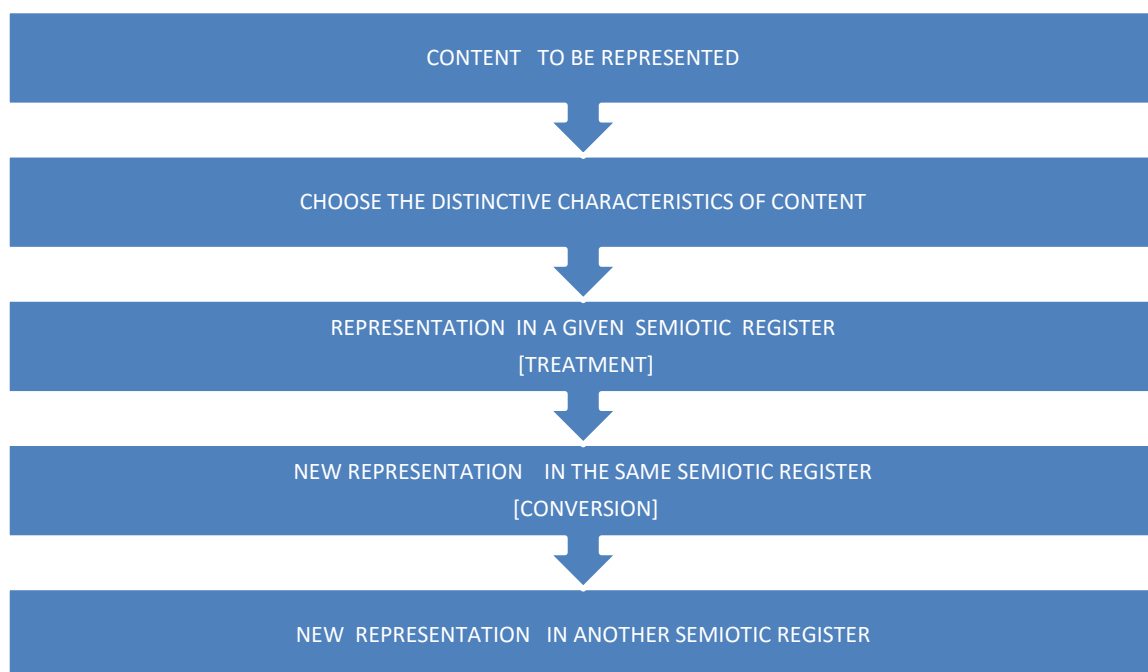 CONTENT TO BE REPRESENTED
CHOOSE THE DISTINCTIVE CHARACTERISTICS OF CONTENT
REPRESENTATION IN A GIVEN SEMIOTIC REGISTER
[TREATMENT]
NEW REPRESENTATION IN THE SAME SEMIOTIC REGISTER
[CONVERSION]
NEW REPRESENTATION IN ANOTHER SEMIOTIC REGISTER